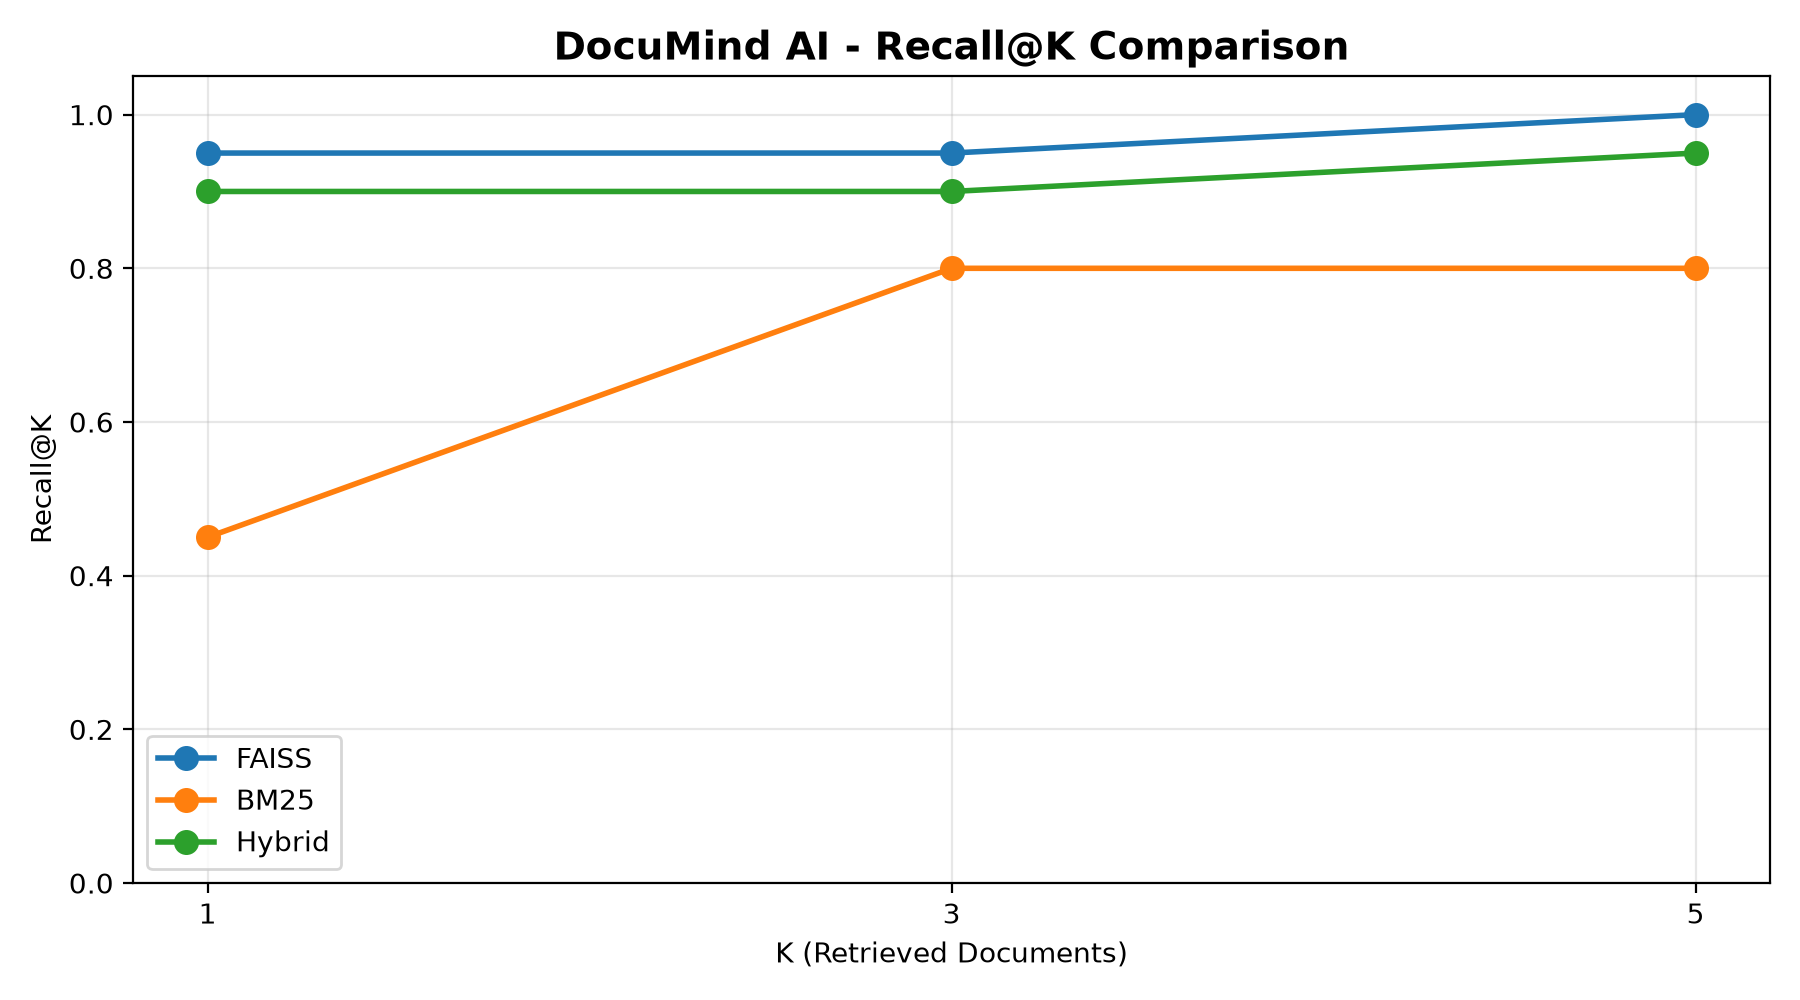 DocuMind AI - Recall@K Comparison
1.0
0.8
0.6
0.4
0.2
0.0
Recall@K
FAISS
BM25
Hybrid
1 3 5
K (Retrieved Documents)